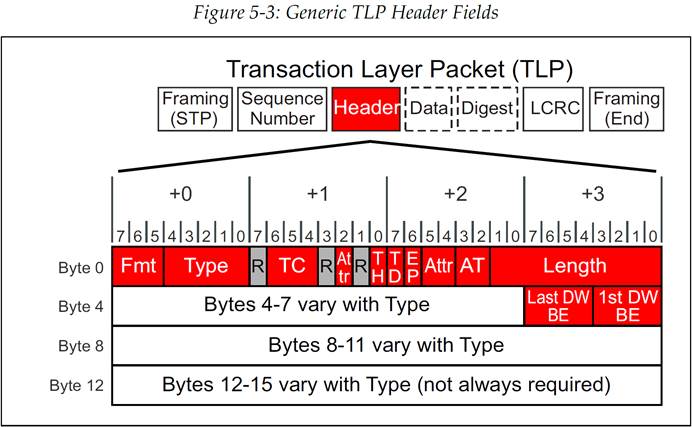 Figure 5-3: Generic TLP Header Fields
Transaction Layer Packet (TLP)
Framing (STP) Sequence Number Header Data Digest LCRC Framing (End)
+0 +1 +2 +3
7 6 5 4 3 2 1 0 7 6 5 4 3 2 1 0 7 6 5 4 3 2 1 0 7 6 5 4 3 2 1 0
Byte 0 Fmt Type R TC R Attr R TH TD EP Attr AT Length
Byte 4 Bytes 4-7 vary with Type Last DW BE 1st DW BE
Byte 8 Bytes 8-11 vary with Type
Byte 12 Bytes 12-15 vary with Type (not always required)